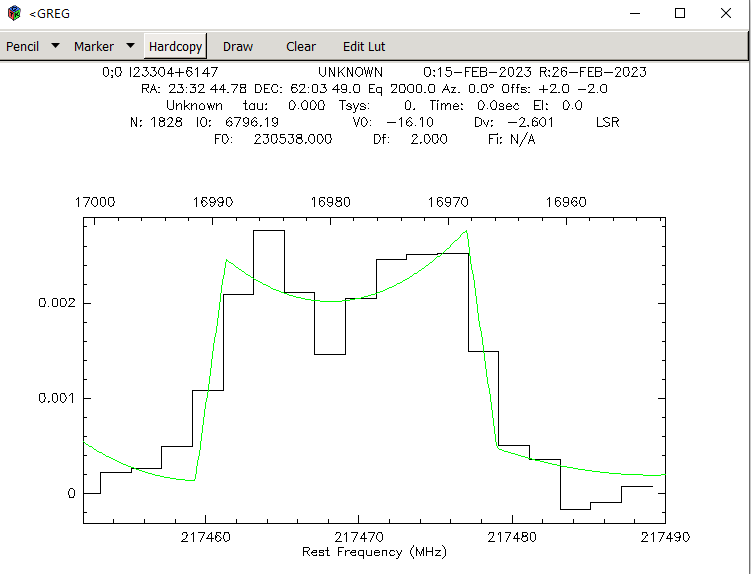 <GREG
Pencil Marker Hardcopy Draw Clear Edit Lut
0;0 I23304+6147 UNKNOWN O:15-FEB-2023 R:26-FEB-2023
RA: 23:32 44.78 DEC: 62:03 49.0 Eq 2000.0 Az. 0.0° Offs: +2.0 -2.0
Unknown tau: 0.000 Tsys: 0. Time: 0.0sec El: 0.0
N: 1828 I0: 6796.19 V0: -16.10 Dv: -2.601 LSR
F0: 230538.000 Df: 2.000 Fi: N/A
17000 16990 16980 16970 16960
0.002
0.001
0
217460 217470 217480 217490
Rest Frequency (MHz)